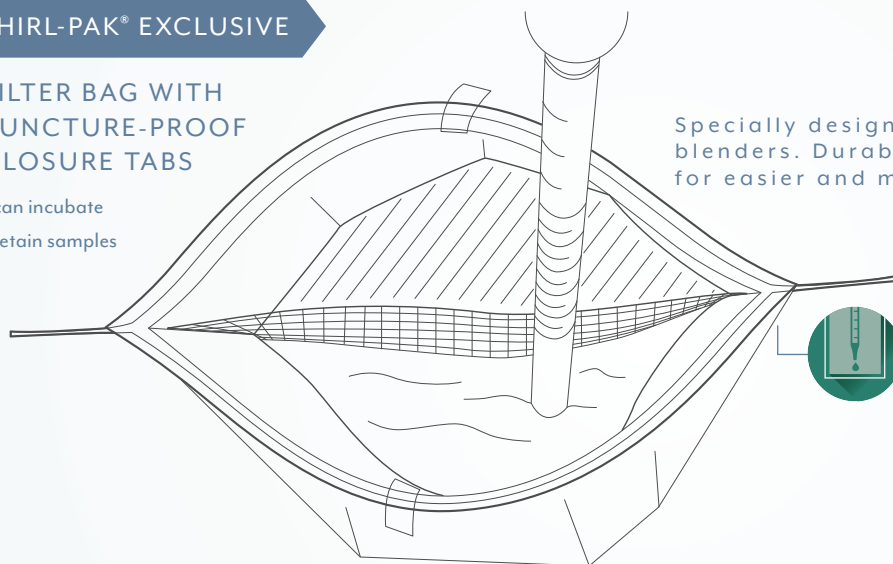 HIRL-PAK® EXCLUSIVE
ILTER BAG WITH
UNCTURE-PROOF
LOSURE TABS
can incubate
etain samples
Specially design
blenders. Durab
for easier and m